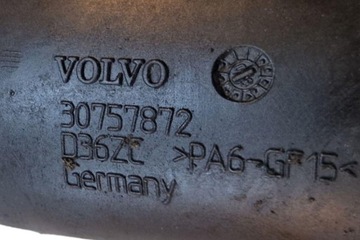 VOLVO
30757872
D36ZC >PA6-GF15<
Germany